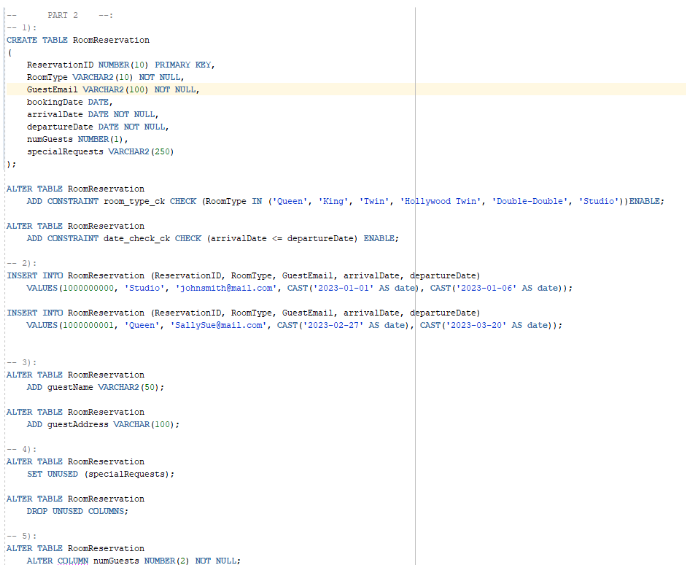 --      PART 2    --:
-- 1):
CREATE TABLE RoomReservation
(
    ReservationID NUMBER(10) PRIMARY KEY,
    RoomType VARCHAR2(10) NOT NULL,
    GuestEmail VARCHAR2(100) NOT NULL,
    bookingDate DATE,
    arrivalDate DATE NOT NULL,
    departureDate DATE NOT NULL,
    numGuests NUMBER(1),
    specialRequests VARCHAR2(250)
);
ALTER TABLE RoomReservation
    ADD CONSTRAINT room_type_ck CHECK (RoomType IN ('Queen', 'King', 'Twin', 'Hollywood Twin', 'Double-Double', 'Studio'))ENABLE;
ALTER TABLE RoomReservation
    ADD CONSTRAINT date_check_ck CHECK (arrivalDate <= departureDate) ENABLE;
-- 2):
INSERT INTO RoomReservation (ReservationID, RoomType, GuestEmail, arrivalDate, departureDate)
    VALUES(1000000000, 'Studio', 'johnsmith@mail.com', CAST('2023-01-01' AS date), CAST('2023-01-06' AS date));
INSERT INTO RoomReservation (ReservationID, RoomType, GuestEmail, arrivalDate, departureDate)
    VALUES(1000000001, 'Queen', 'SallySue@mail.com', CAST('2023-02-27' AS date), CAST('2023-03-20' AS date));
-- 3):
ALTER TABLE RoomReservation
    ADD guestName VARCHAR2(50);
ALTER TABLE RoomReservation
    ADD guestAddress VARCHAR(100);
-- 4):
ALTER TABLE RoomReservation
    SET UNUSED (specialRequests);
ALTER TABLE RoomReservation
    DROP UNUSED COLUMNS;
-- 5):
ALTER TABLE RoomReservation
    ALTER COLUMN numGuests NUMBER(2) NOT NULL;